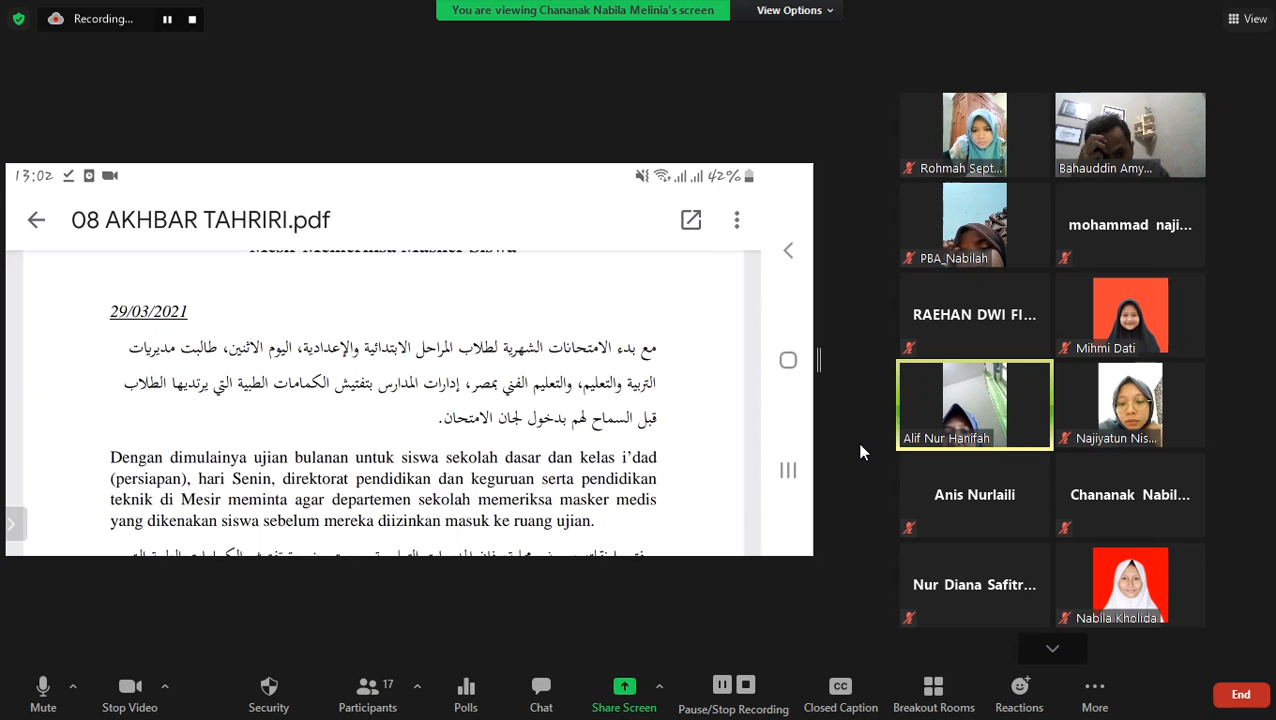 Recording...
You are viewing Chananak Nabila Melinia's screen
View Options
View
13:02
42%
08 AKHBAR TAHRIRI.pdf
Mesir Memeriksa Masker Siswa
29/03/2021
مع بدء الامتحانات الشهرية لطلاب المراحل الابتدائية والإعدادية، اليوم الاثنين، طالبت مديريات
التربية والتعليم، والتعليم الفني بمصر، إدارات المدارس بتفتيش الكمامات الطبية التي يرتديها الطلاب
قبل السماح لهم بدخول لجان الامتحان.
Dengan dimulainya ujian bulanan untuk siswa sekolah dasar dan kelas i’dad
(persiapan), hari Senin, direktorat pendidikan dan keguruan serta pendidikan
teknik di Mesir meminta agar departemen sekolah memeriksa masker medis
yang dikenakan siswa sebelum mereka diizinkan masuk ke ruang ujian.
Rohmah Sept...
Bahauddin Amy...
PBA_Nabilah
mohammad naji...
RAEHAN DWI FI...
Mihmi Dati
Alif Nur Hanifah
Najiyatun Nis...
Anis Nurlaili
Chananak Nabil...
Nur Diana Safitr...
Nabila Kholida
Mute
Stop Video
Security
Participants
17
Polls
Chat
Share Screen
Pause/Stop Recording
CC
Closed Caption
Breakout Rooms
Reactions
More
End